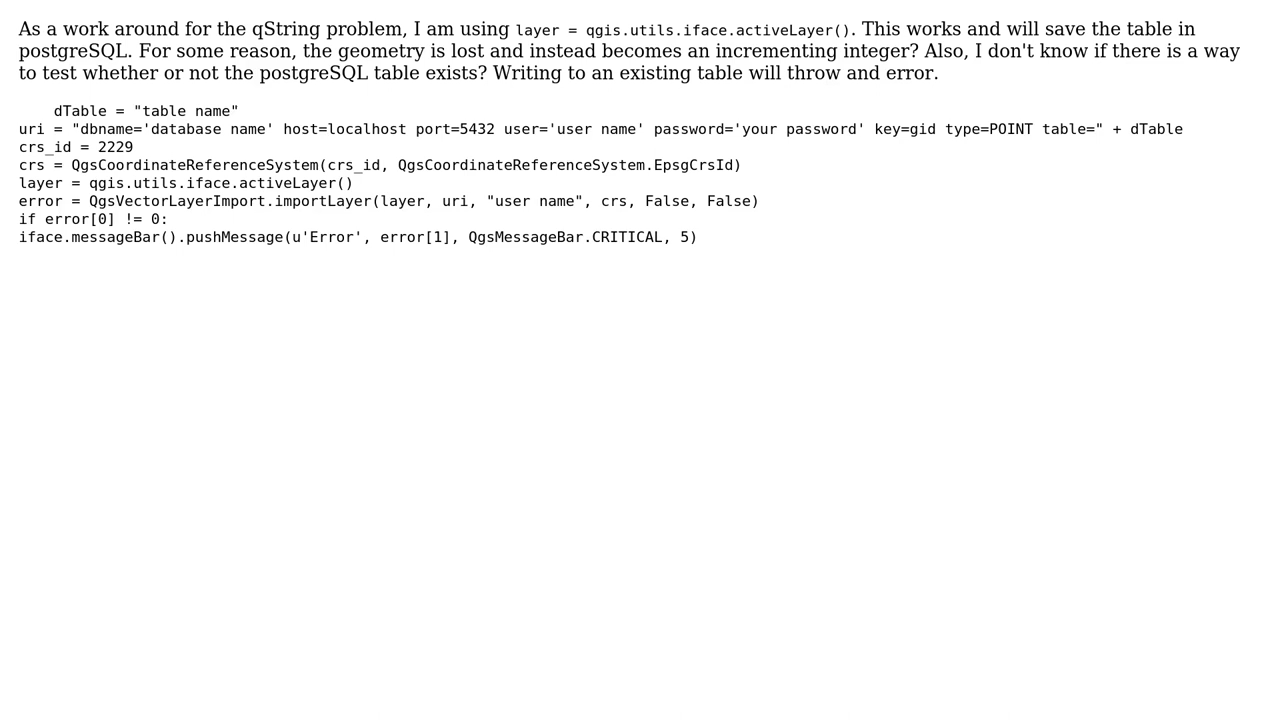 As a work around for the qString problem, I am using layer = qgis.utils.iface.activeLayer(). This works and will save the table in
postgreSQL. For some reason, the geometry is lost and instead becomes an incrementing integer? Also, I don't know if there is a way
to test whether or not the postgreSQL table exists? Writing to an existing table will throw and error.
dTable = "table name"
uri = "dbname='database name' host=localhost port=5432 user='user name' password='your password' key=gid type=POINT table=" + dTable
crs_id = 2229
crs = QgsCoordinateReferenceSystem(crs_id, QgsCoordinateReferenceSystem.EpsgCrsId)
layer = qgis.utils.iface.activeLayer()
error = QgsVectorLayerImport.importLayer(layer, uri, "user name", crs, False, False)
if error[0] != 0:
iface.messageBar().pushMessage(u'Error', error[1], QgsMessageBar.CRITICAL, 5)